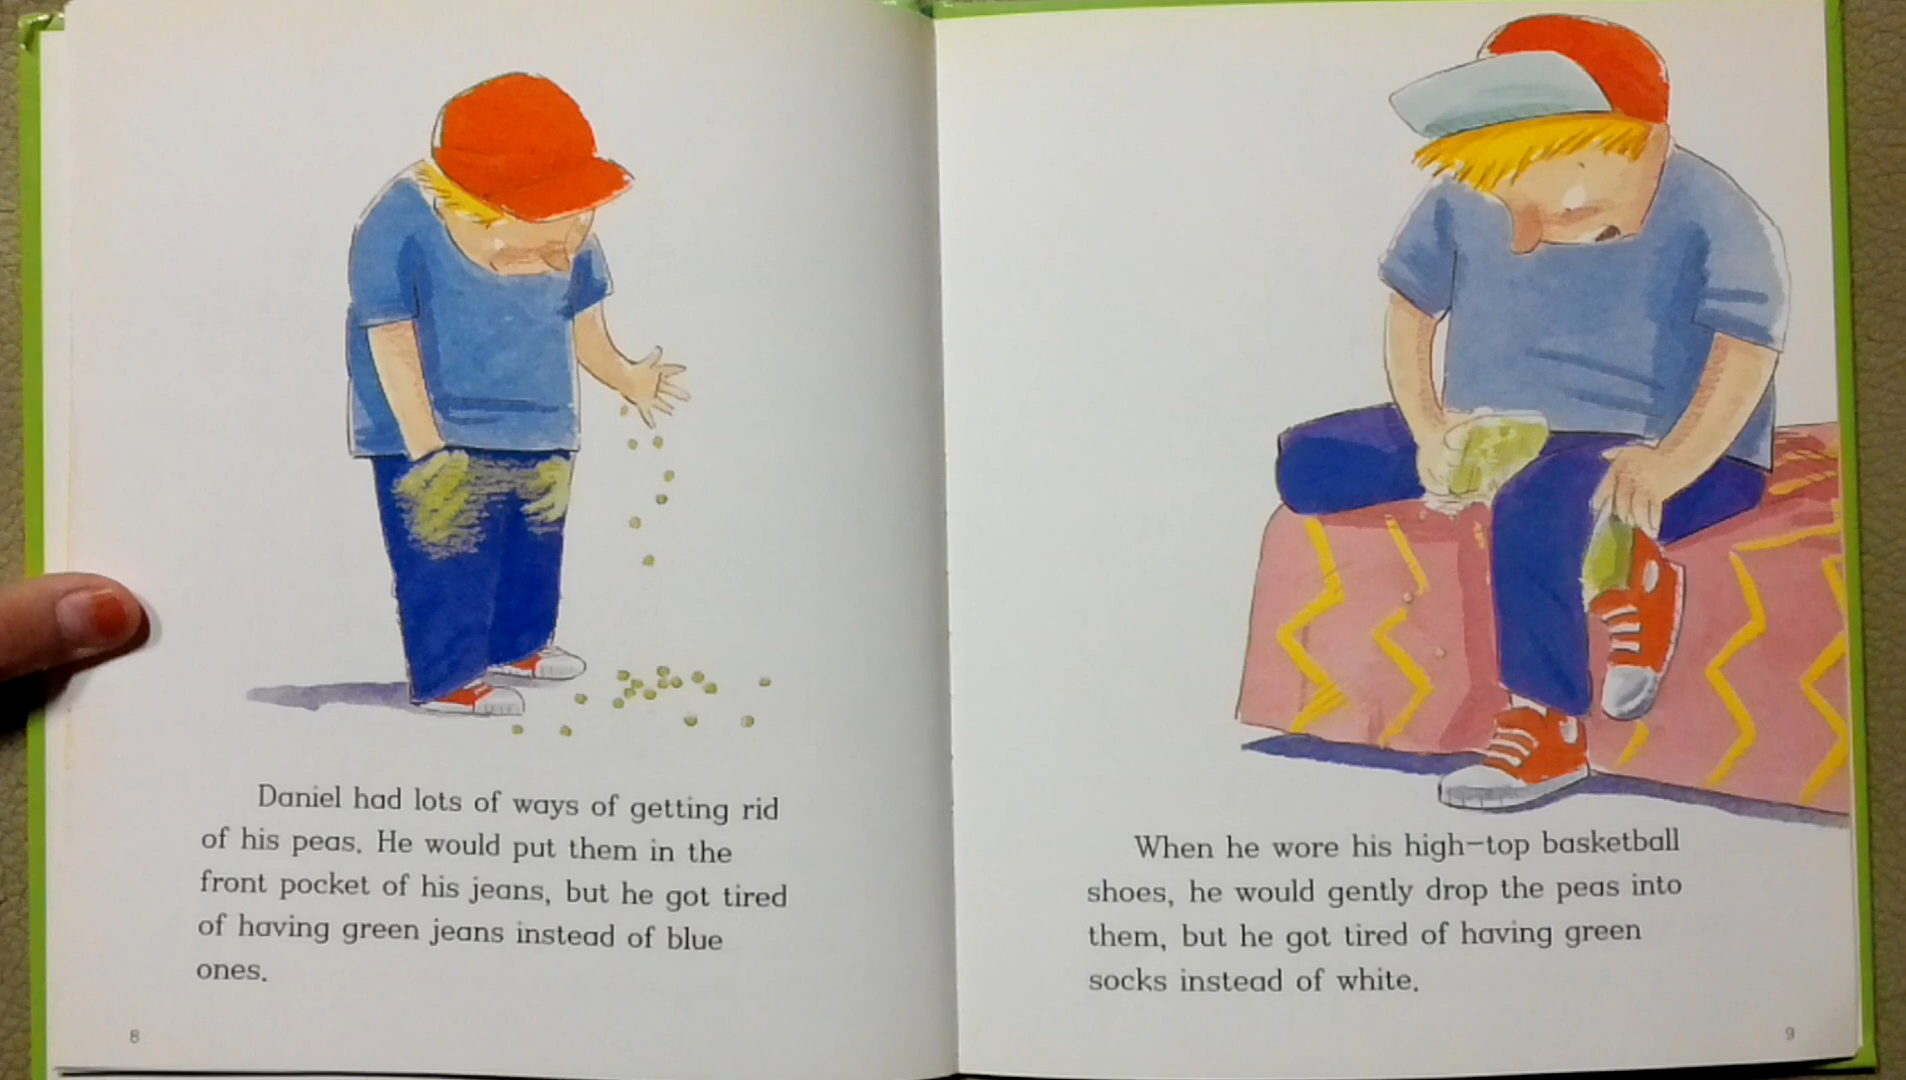 Daniel had lots of ways of getting rid
of his peas. He would put them in the
front pocket of his jeans, but he got tired
of having green jeans instead of blue
ones.
8
When he wore his high-top basketball
shoes, he would gently drop the peas into
them, but he got tired of having green
socks instead of white.
9